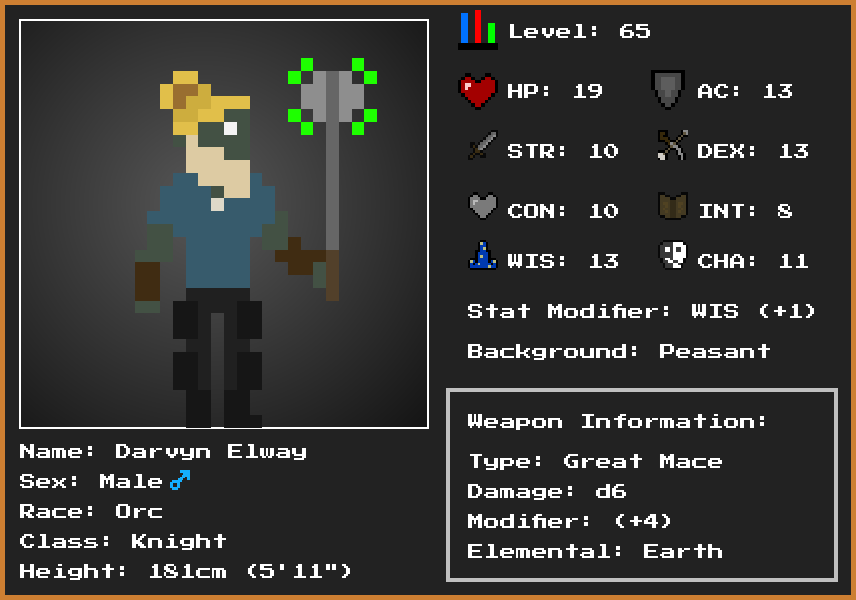 Level: 65
HP: 19
AC: 13
STR: 10
DEX: 13
CON: 10
INT: 8
WIS: 13
CHA: 11
Stat Modifier: WIS (+1)
Background: Peasant
Name: Darvyn Elway
Sex: Male ♂
Race: Orc
Class: Knight
Height: 181cm (5'11")
Weapon Information:
Type: Great Mace
Damage: d6
Modifier: (+4)
Elemental: Earth